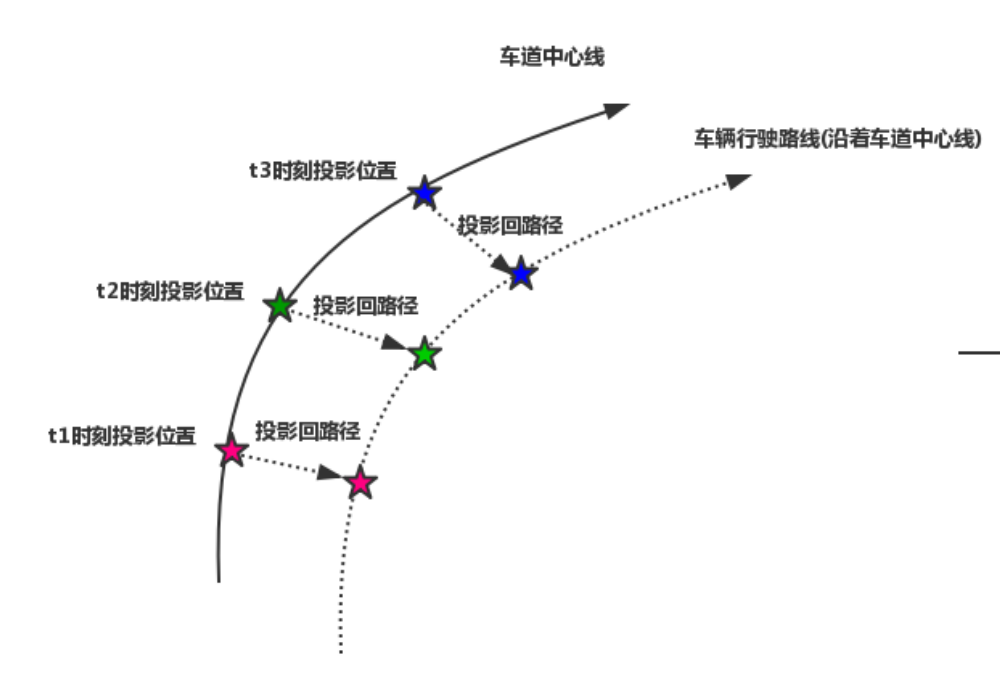 车道中心线
车辆行驶路线(沿着车道中心线)
t3时刻投影位置
投影回路径
t2时刻投影位置
投影回路径
t1时刻投影位置
投影回路径